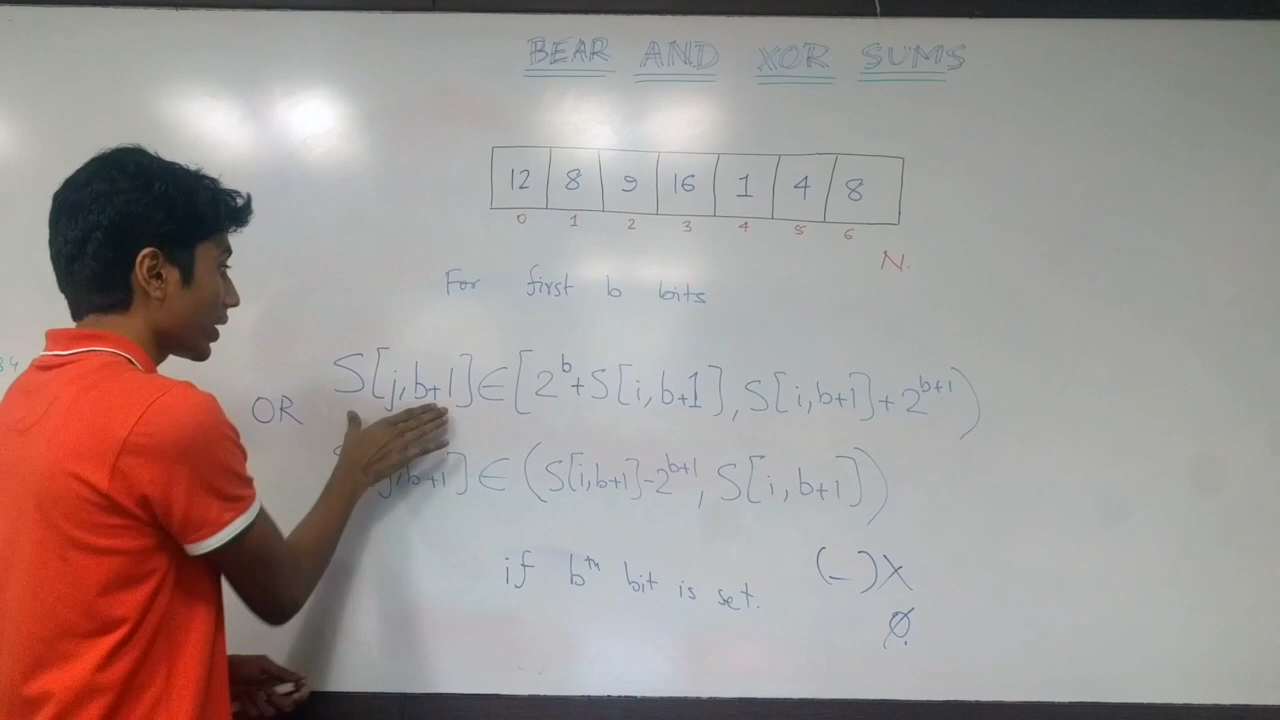 BEAR AND XOR SUMS
12 8 9 16 1 4 8
0 1 2 3 4 5 6
N.
For first b bits
S[j,b+1]∈[2^b+S[i,b+1],S[i,b+1]+2^{b+1})
OR
j,b+1]∈(S[i,b+1]-2^{b+1},S[i,b+1])
if b^{th} bit is set. (-)X
Ø